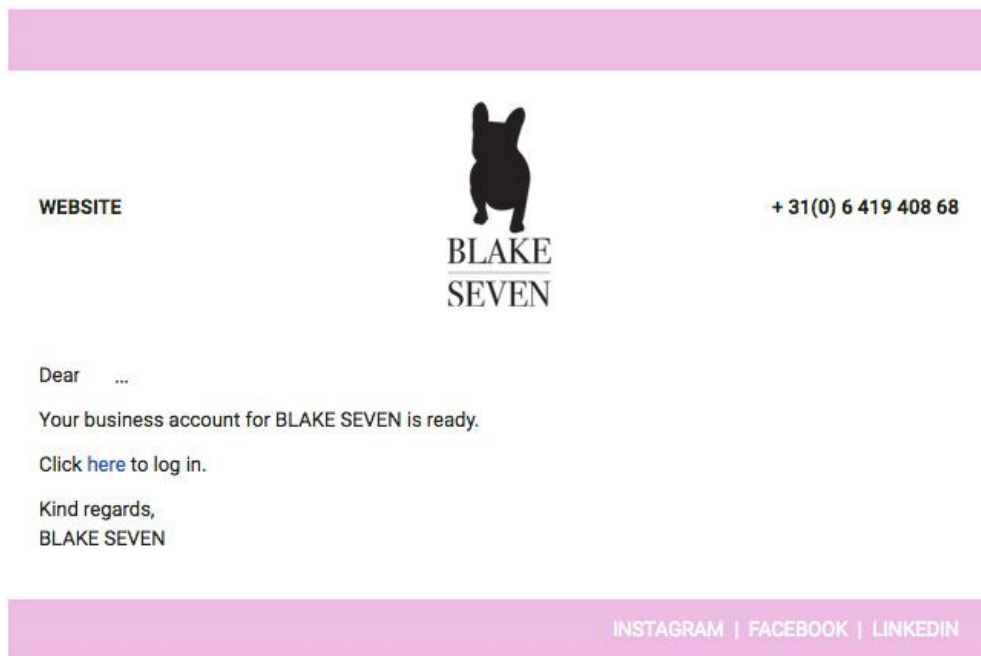 WEBSITE
BLAKE
SEVEN
+ 31(0) 6 419 408 68
Dear ...
Your business account for BLAKE SEVEN is ready.
Click here to log in.
Kind regards,
BLAKE SEVEN
INSTAGRAM | FACEBOOK | LINKEDIN